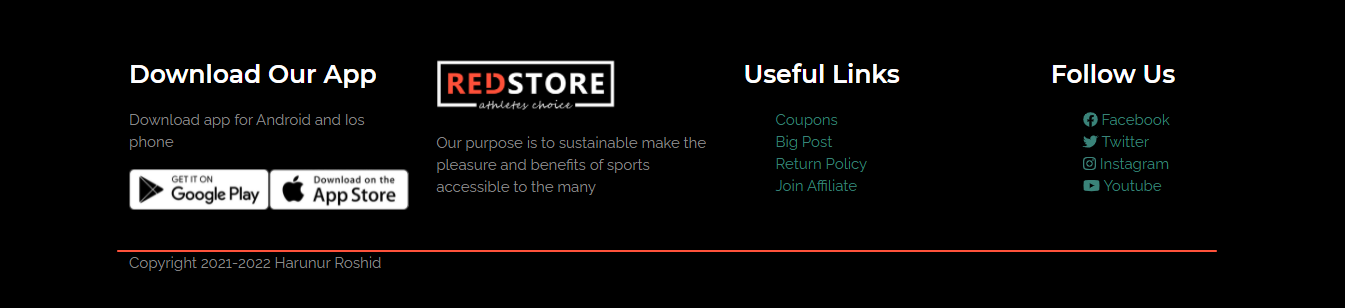 Download Our App
Download app for Android and Ios
phone
GET IT ON
Google Play
Download on the
App Store
REDSTORE
athletes choice
Our purpose is to sustainable make the
pleasure and benefits of sports
accessible to the many
Useful Links
Coupons
Big Post
Return Policy
Join Affiliate
Follow Us
Facebook
Twitter
Instagram
Youtube
Copyright 2021-2022 Harunur Roshid